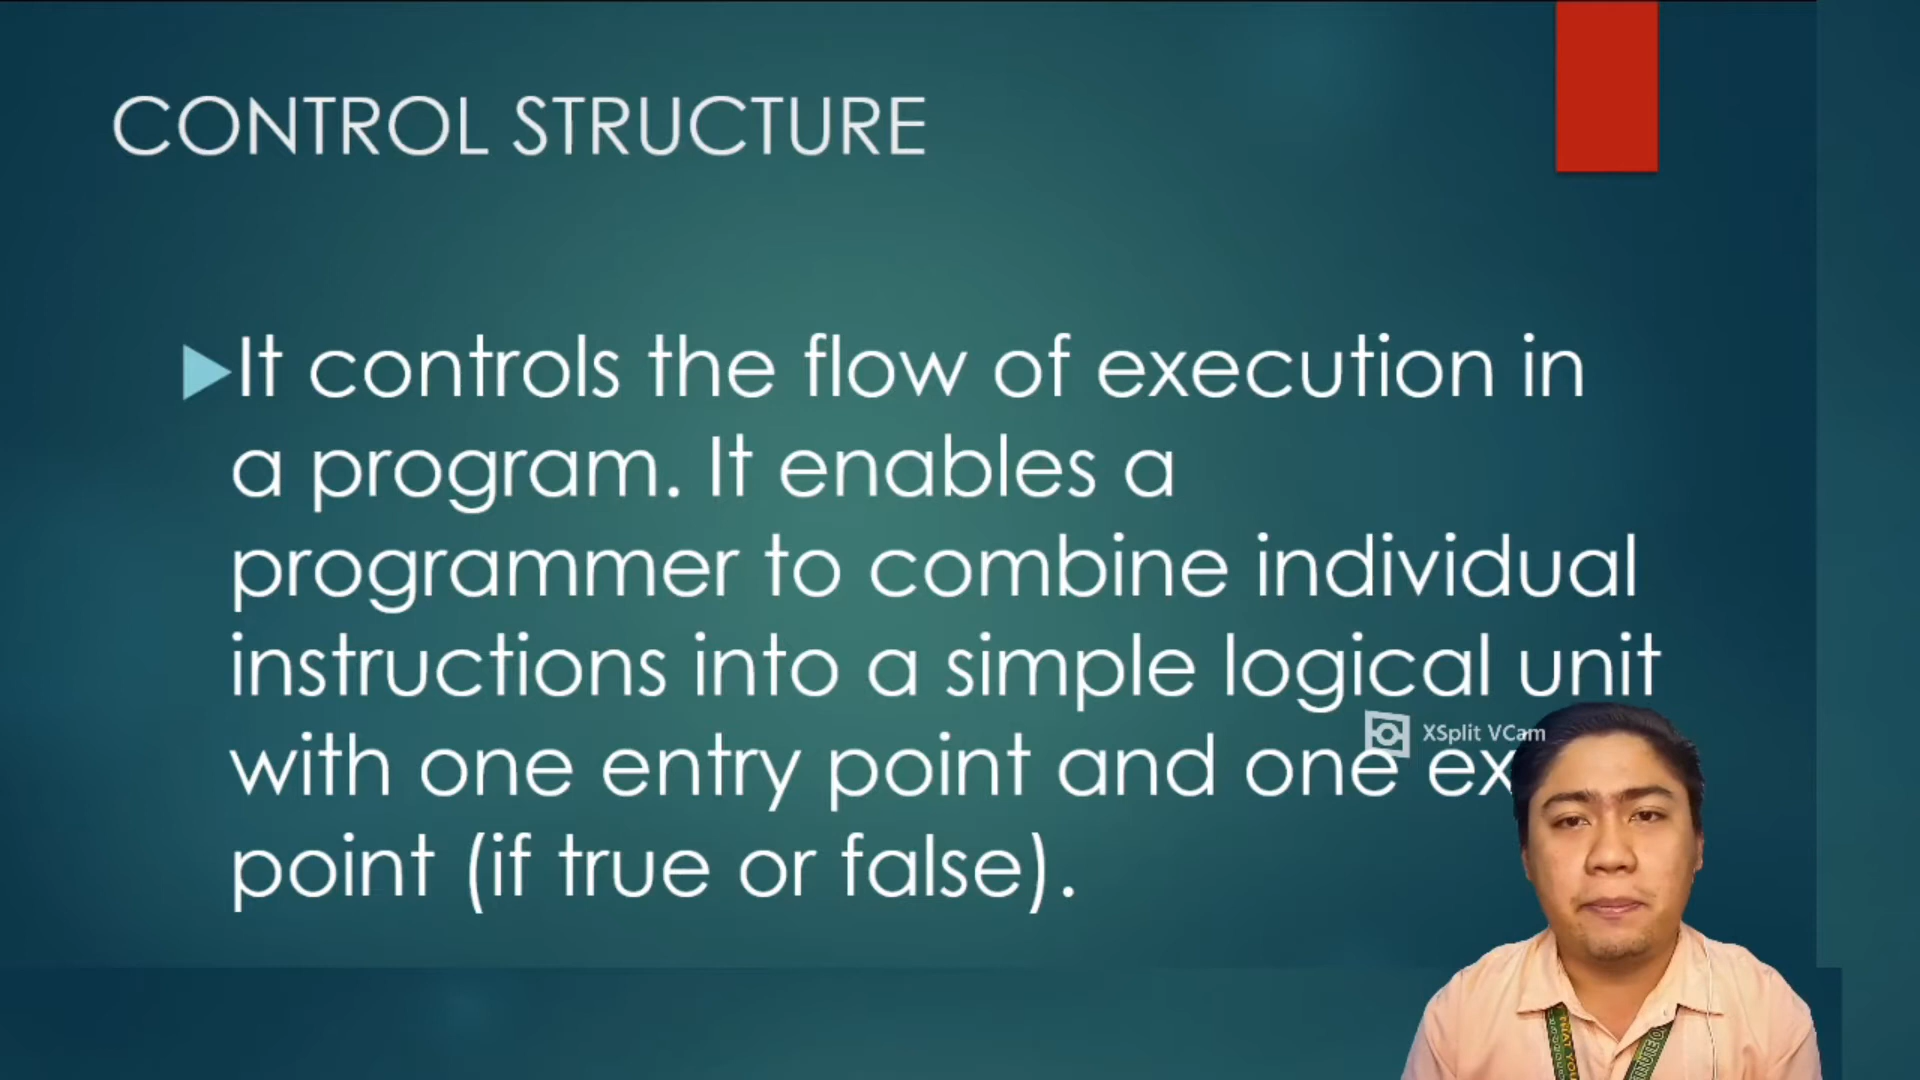 CONTROL STRUCTURE
It controls the flow of execution in
a program. It enables a
programmer to combine individual
instructions into a simple logical unit
XSplit VCam
with one entry point and one
point (if true or false).